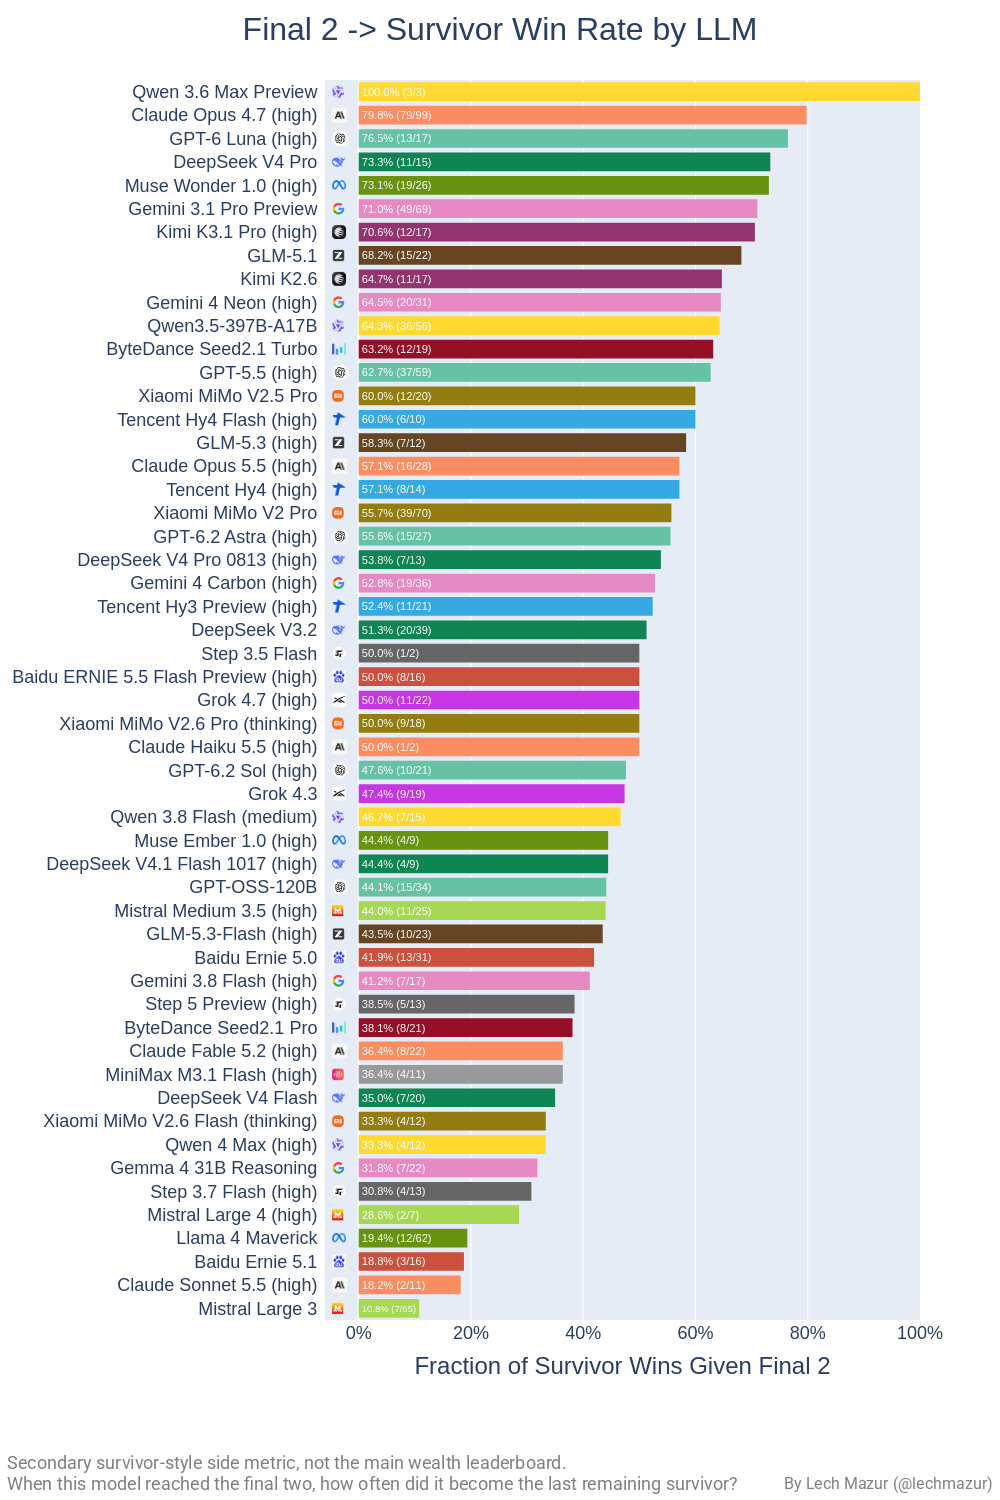 Final 2 -> Survivor Win Rate by LLM
Qwen 3.6 Max Preview 100.0% (3/3)
Claude Opus 4.7 (high) 79.8% (79/99)
GPT-6 Luna (high) 76.5% (13/17)
DeepSeek V4 Pro 73.3% (11/15)
Muse Wonder 1.0 (high) 73.1% (19/26)
Gemini 3.1 Pro Preview 71.0% (49/69)
Kimi K3.1 Pro (high) 70.6% (12/17)
GLM-5.1 68.2% (15/22)
Kimi K2.6 64.7% (11/17)
Gemini 4 Neon (high) 64.5% (20/31)
Qwen3.5-397B-A17B 64.3% (36/56)
ByteDance Seed2.1 Turbo 63.2% (12/19)
GPT-5.5 (high) 62.7% (37/59)
Xiaomi MiMo V2.5 Pro 60.0% (12/20)
Tencent Hy4 Flash (high) 60.0% (6/10)
GLM-5.3 (high) 58.3% (7/12)
Claude Opus 5.5 (high) 57.1% (16/28)
Tencent Hy4 (high) 57.1% (8/14)
Xiaomi MiMo V2 Pro 55.7% (39/70)
GPT-6.2 Astra (high) 55.6% (15/27)
DeepSeek V4 Pro 0813 (high) 53.8% (7/13)
Gemini 4 Carbon (high) 52.8% (19/36)
Tencent Hy3 Preview (high) 52.4% (11/21)
DeepSeek V3.2 51.3% (20/39)
Step 3.5 Flash 50.0% (1/2)
Baidu ERNIE 5.5 Flash Preview (high) 50.0% (8/16)
Grok 4.7 (high) 50.0% (11/22)
Xiaomi MiMo V2.6 Pro (thinking) 50.0% (9/18)
Claude Haiku 5.5 (high) 50.0% (1/2)
GPT-6.2 Sol (high) 47.6% (10/21)
Grok 4.3 47.4% (9/19)
Qwen 3.8 Flash (medium) 46.7% (7/15)
Muse Ember 1.0 (high) 44.4% (4/9)
DeepSeek V4.1 Flash 1017 (high) 44.4% (4/9)
GPT-OSS-120B 44.1% (15/34)
Mistral Medium 3.5 (high) 44.0% (11/25)
GLM-5.3-Flash (high) 43.5% (10/23)
Baidu Ernie 5.0 41.9% (13/31)
Gemini 3.8 Flash (high) 41.2% (7/17)
Step 5 Preview (high) 38.5% (5/13)
ByteDance Seed2.1 Pro 38.1% (8/21)
Claude Fable 5.2 (high) 36.4% (8/22)
MiniMax M3.1 Flash (high) 36.4% (4/11)
DeepSeek V4 Flash 35.0% (7/20)
Xiaomi MiMo V2.6 Flash (thinking) 33.3% (4/12)
Qwen 4 Max (high) 33.3% (4/12)
Gemma 4 31B Reasoning 31.8% (7/22)
Step 3.7 Flash (high) 30.8% (4/13)
Mistral Large 4 (high) 28.6% (2/7)
Llama 4 Maverick 19.4% (12/62)
Baidu Ernie 5.1 18.8% (3/16)
Claude Sonnet 5.5 (high) 18.2% (2/11)
Mistral Large 3 10.8% (7/65)
0% 20% 40% 60% 80% 100%
Fraction of Survivor Wins Given Final 2
Secondary survivor-style side metric, not the main wealth leaderboard.
When this model reached the final two, how often did it become the last remaining survivor? By Lech Mazur (@lechmazur)